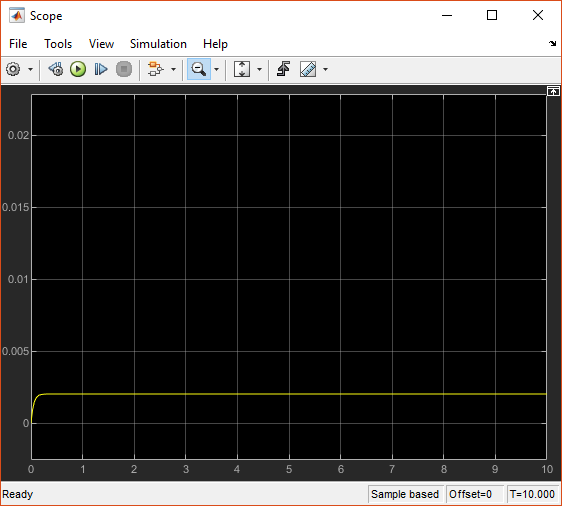 Scope
File Tools View Simulation Help
0.02
0.015
0.01
0.005
0
0 1 2 3 4 5 6 7 8 9 10
Ready Sample based Offset=0 T=10.000